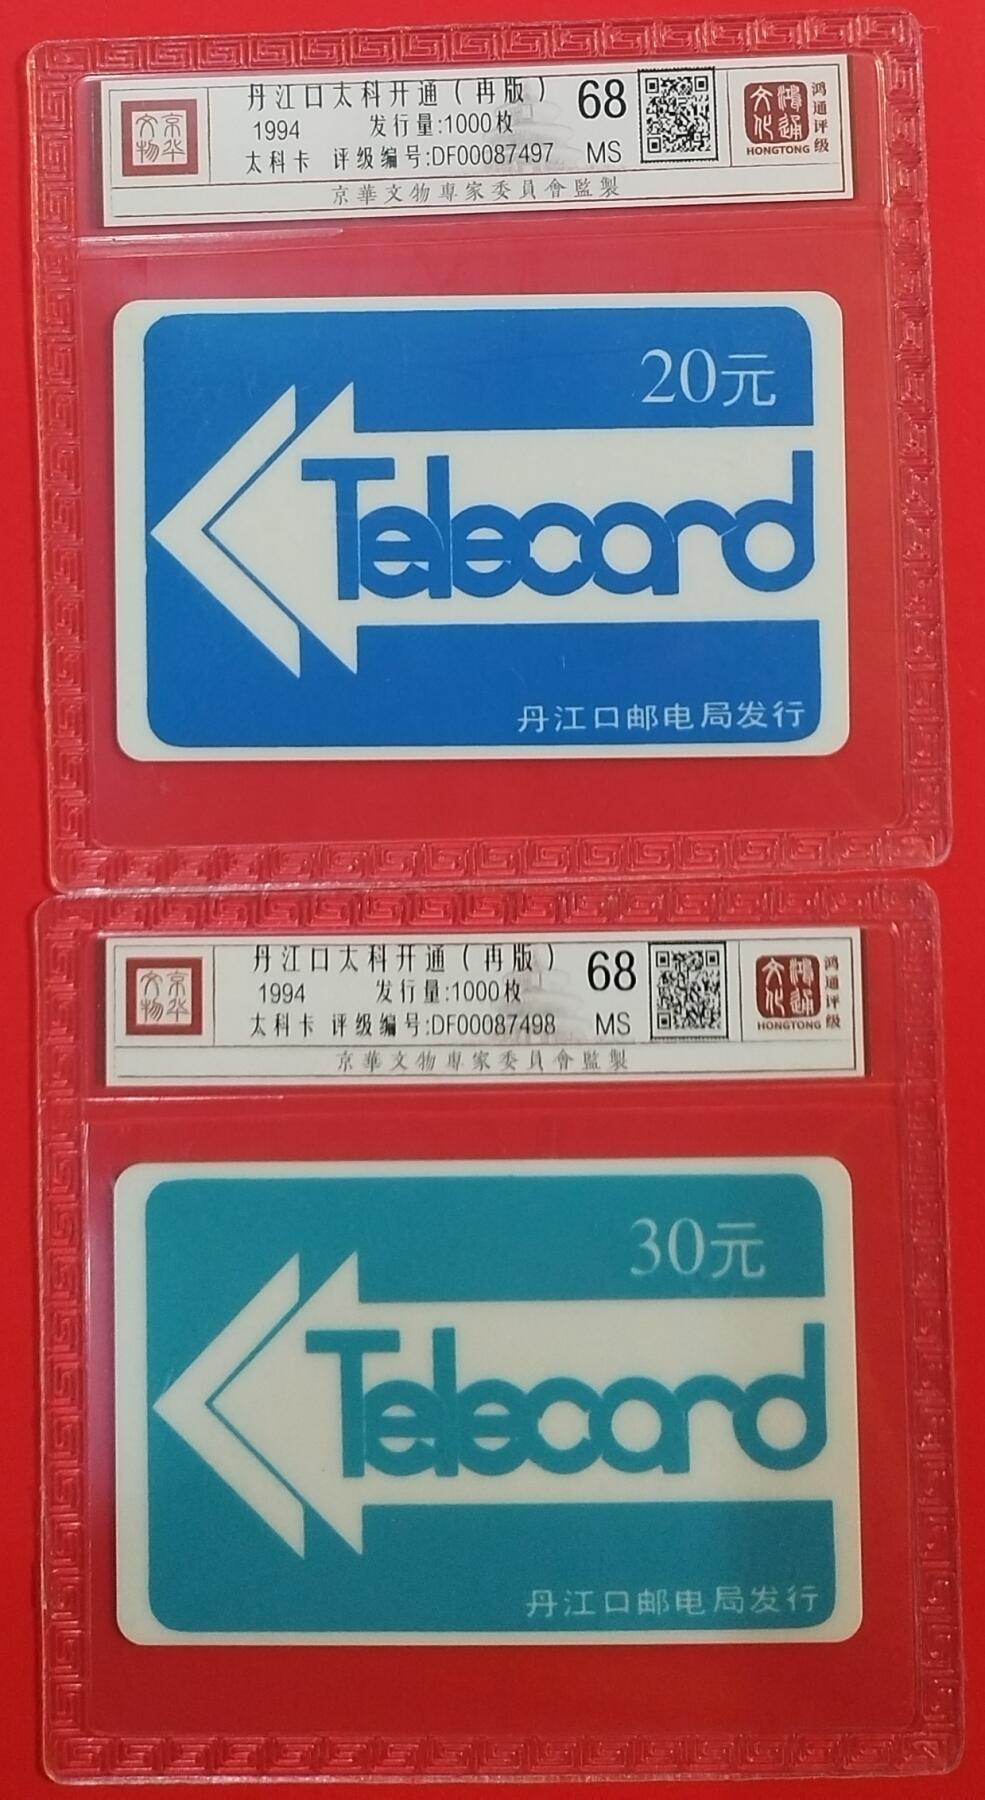 丹江口太科开通（再版）
1994 发行量:1000枚
太科卡 评级编号:DF00087497
68
MS
京华文物
鸿通文化
HONGTONG
鸿通评级
京華文物專家委員會監製
20元
Telecard
丹江口邮电局发行
丹江口太科开通（再版）
1994 发行量:1000枚
太科卡 评级编号:DF00087498
68
MS
京华文物
鸿通文化
HONGTONG
鸿通评级
京華文物專家委員會監製
30元
Telecard
丹江口邮电局发行